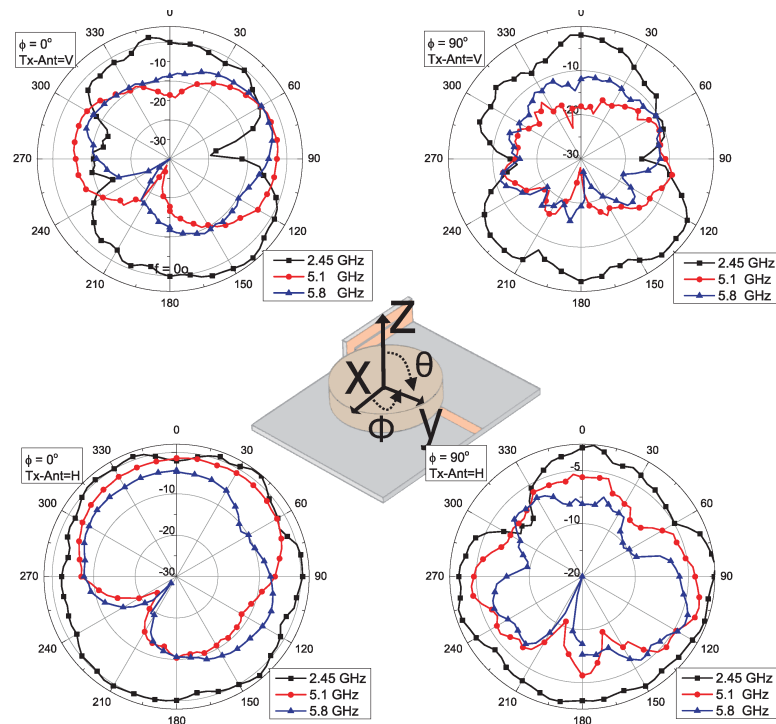 0
0
ϕ = 0°
Tx-Ant=V
330
30
ϕ = 90°
Tx-Ant=V
330
30
-10
-10
300
60
300
60
-20
-20
-30
-30
270
90
270
90
240
120
240
120
f = 0o
210
150
210
150
180
180
2.45 GHz
5.1 GHz
5.8 GHz
2.45 GHz
5.1 GHz
5.8 GHz
Z
X
θ
Φ
y
0
0
ϕ = 0°
Tx-Ant=H
330
30
ϕ = 90°
Tx-Ant=H
330
30
-10
-5
300
60
300
60
-20
-10
-30
-20
270
90
270
90
240
120
240
120
210
150
210
150
180
180
2.45 GHz
5.1 GHz
5.8 GHz
2.45 GHz
5.1 GHz
5.8 GHz